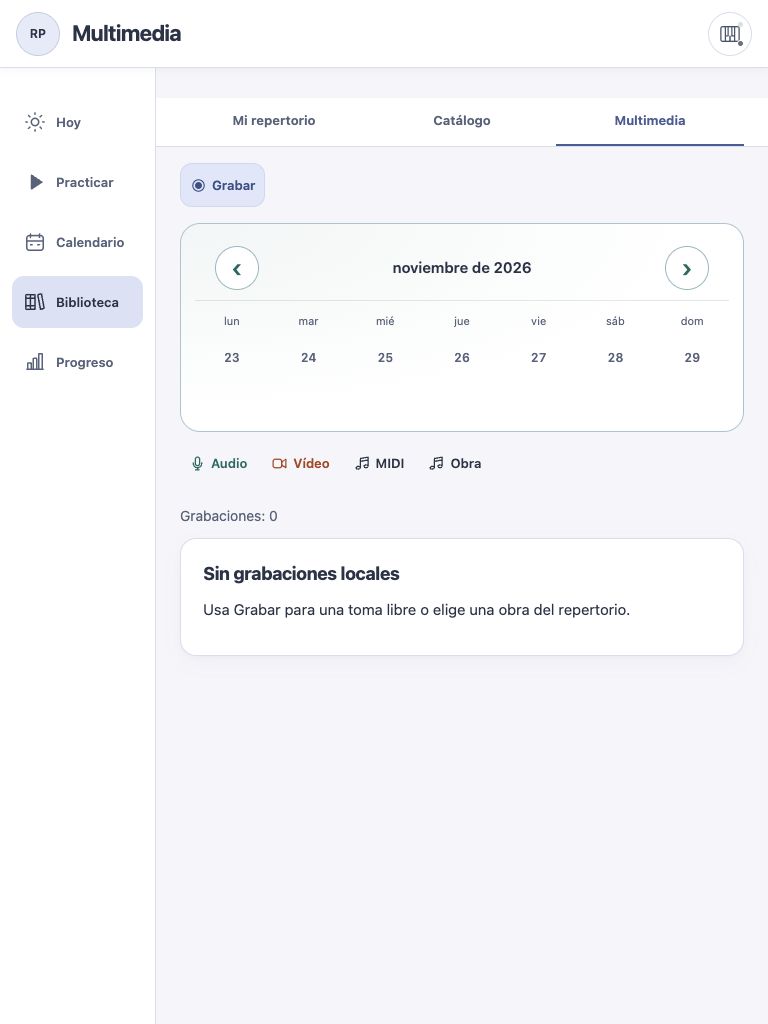 RP Multimedia
Hoy
Practicar
Calendario
Biblioteca
Progreso
Mi repertorio Catálogo Multimedia
Grabar
‹ noviembre de 2026 ›
lun mar mié jue vie sáb dom
23 24 25 26 27 28 29
Audio Vídeo MIDI Obra
Grabaciones: 0
Sin grabaciones locales
Usa Grabar para una toma libre o elige una obra del repertorio.